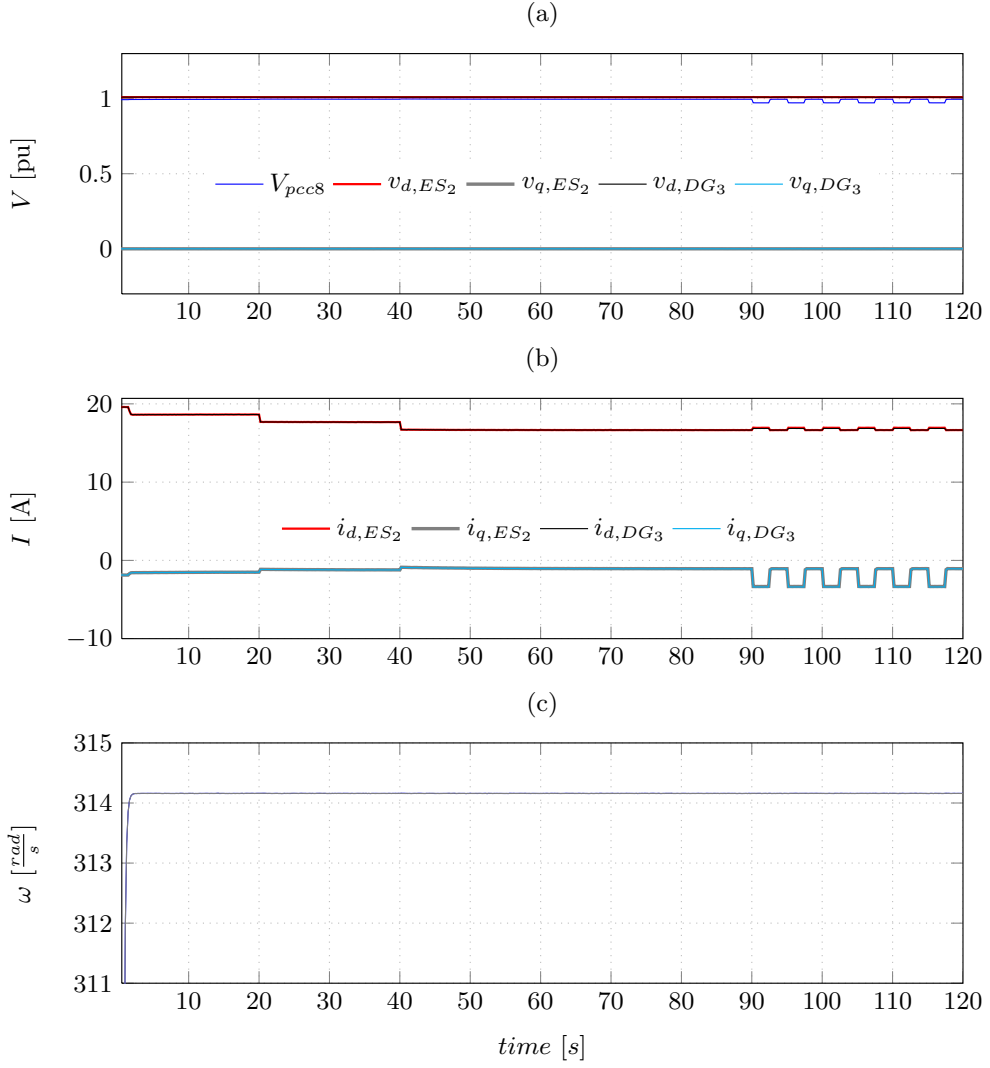 (a)
1
0.5
0
V [pu]
V_{pcc8} v_{d,ES_2} v_{q,ES_2} v_{d,DG_3} v_{q,DG_3}
10 20 30 40 50 60 70 80 90 100 110 120
(b)
20
10
0
−10
I [A]
i_{d,ES_2} i_{q,ES_2} i_{d,DG_3} i_{q,DG_3}
10 20 30 40 50 60 70 80 90 100 110 120
(c)
315
314
313
312
311
ω [\frac{rad}{s}]
10 20 30 40 50 60 70 80 90 100 110 120
time [s]